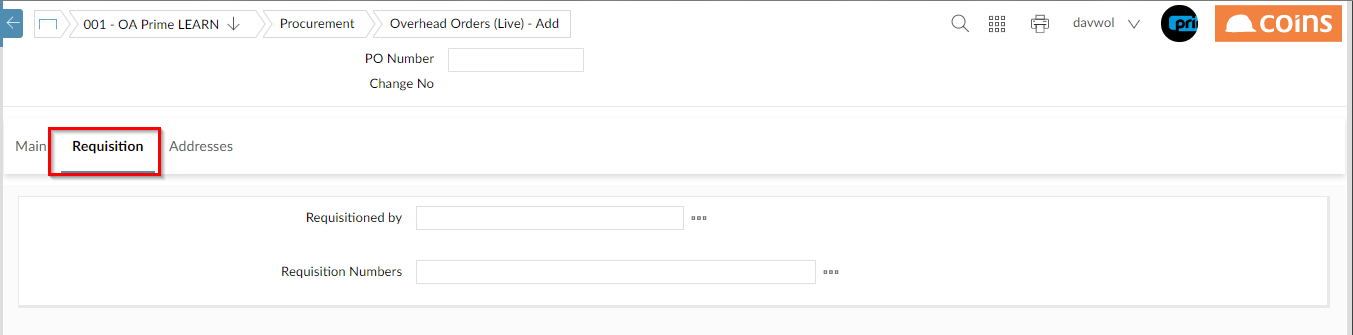 001 - OA Prime LEARN Procurement Overhead Orders (Live) - Add davwol pri coins
PO Number
Change No
Main Requisition Addresses
Requisitioned by
Requisition Numbers